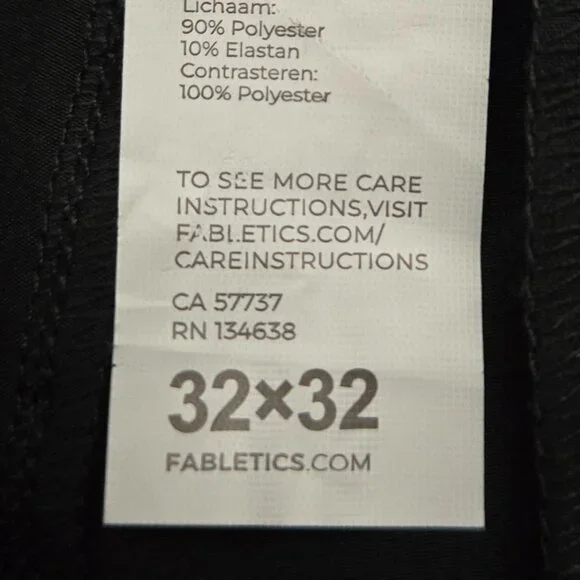 Lichaam:
90% Polyester
10% Elastan
Contrasteren:
100% Polyester
TO SEE MORE CARE
INSTRUCTIONS,VISIT
FABLETICS.COM/
CAREINSTRUCTIONS
CA 57737
RN 134638
32×32
FABLETICS.COM